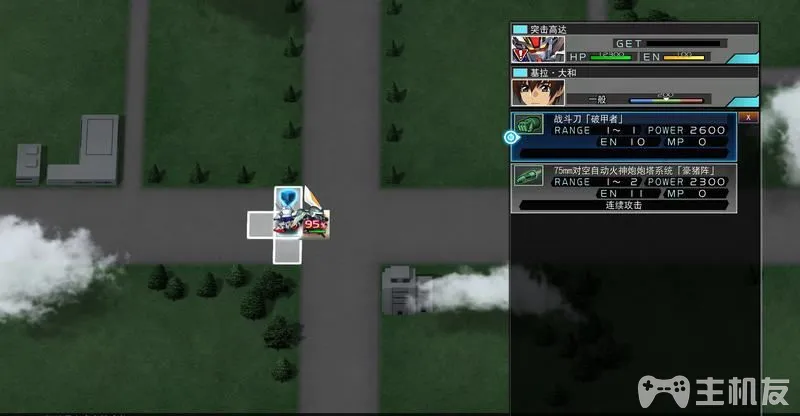 突击高达
GET
HP 12300 EN 100
基拉·大和
一般 200
战斗刀「破甲者」
X
RANGE 1~ 1 POWER 2600
EN 10 MP 0
75mm对空自动火神炮炮塔系统「豪猪阵」
RANGE 1~ 2 POWER 2300
EN 11 MP 0
连续攻击
95%
主机友